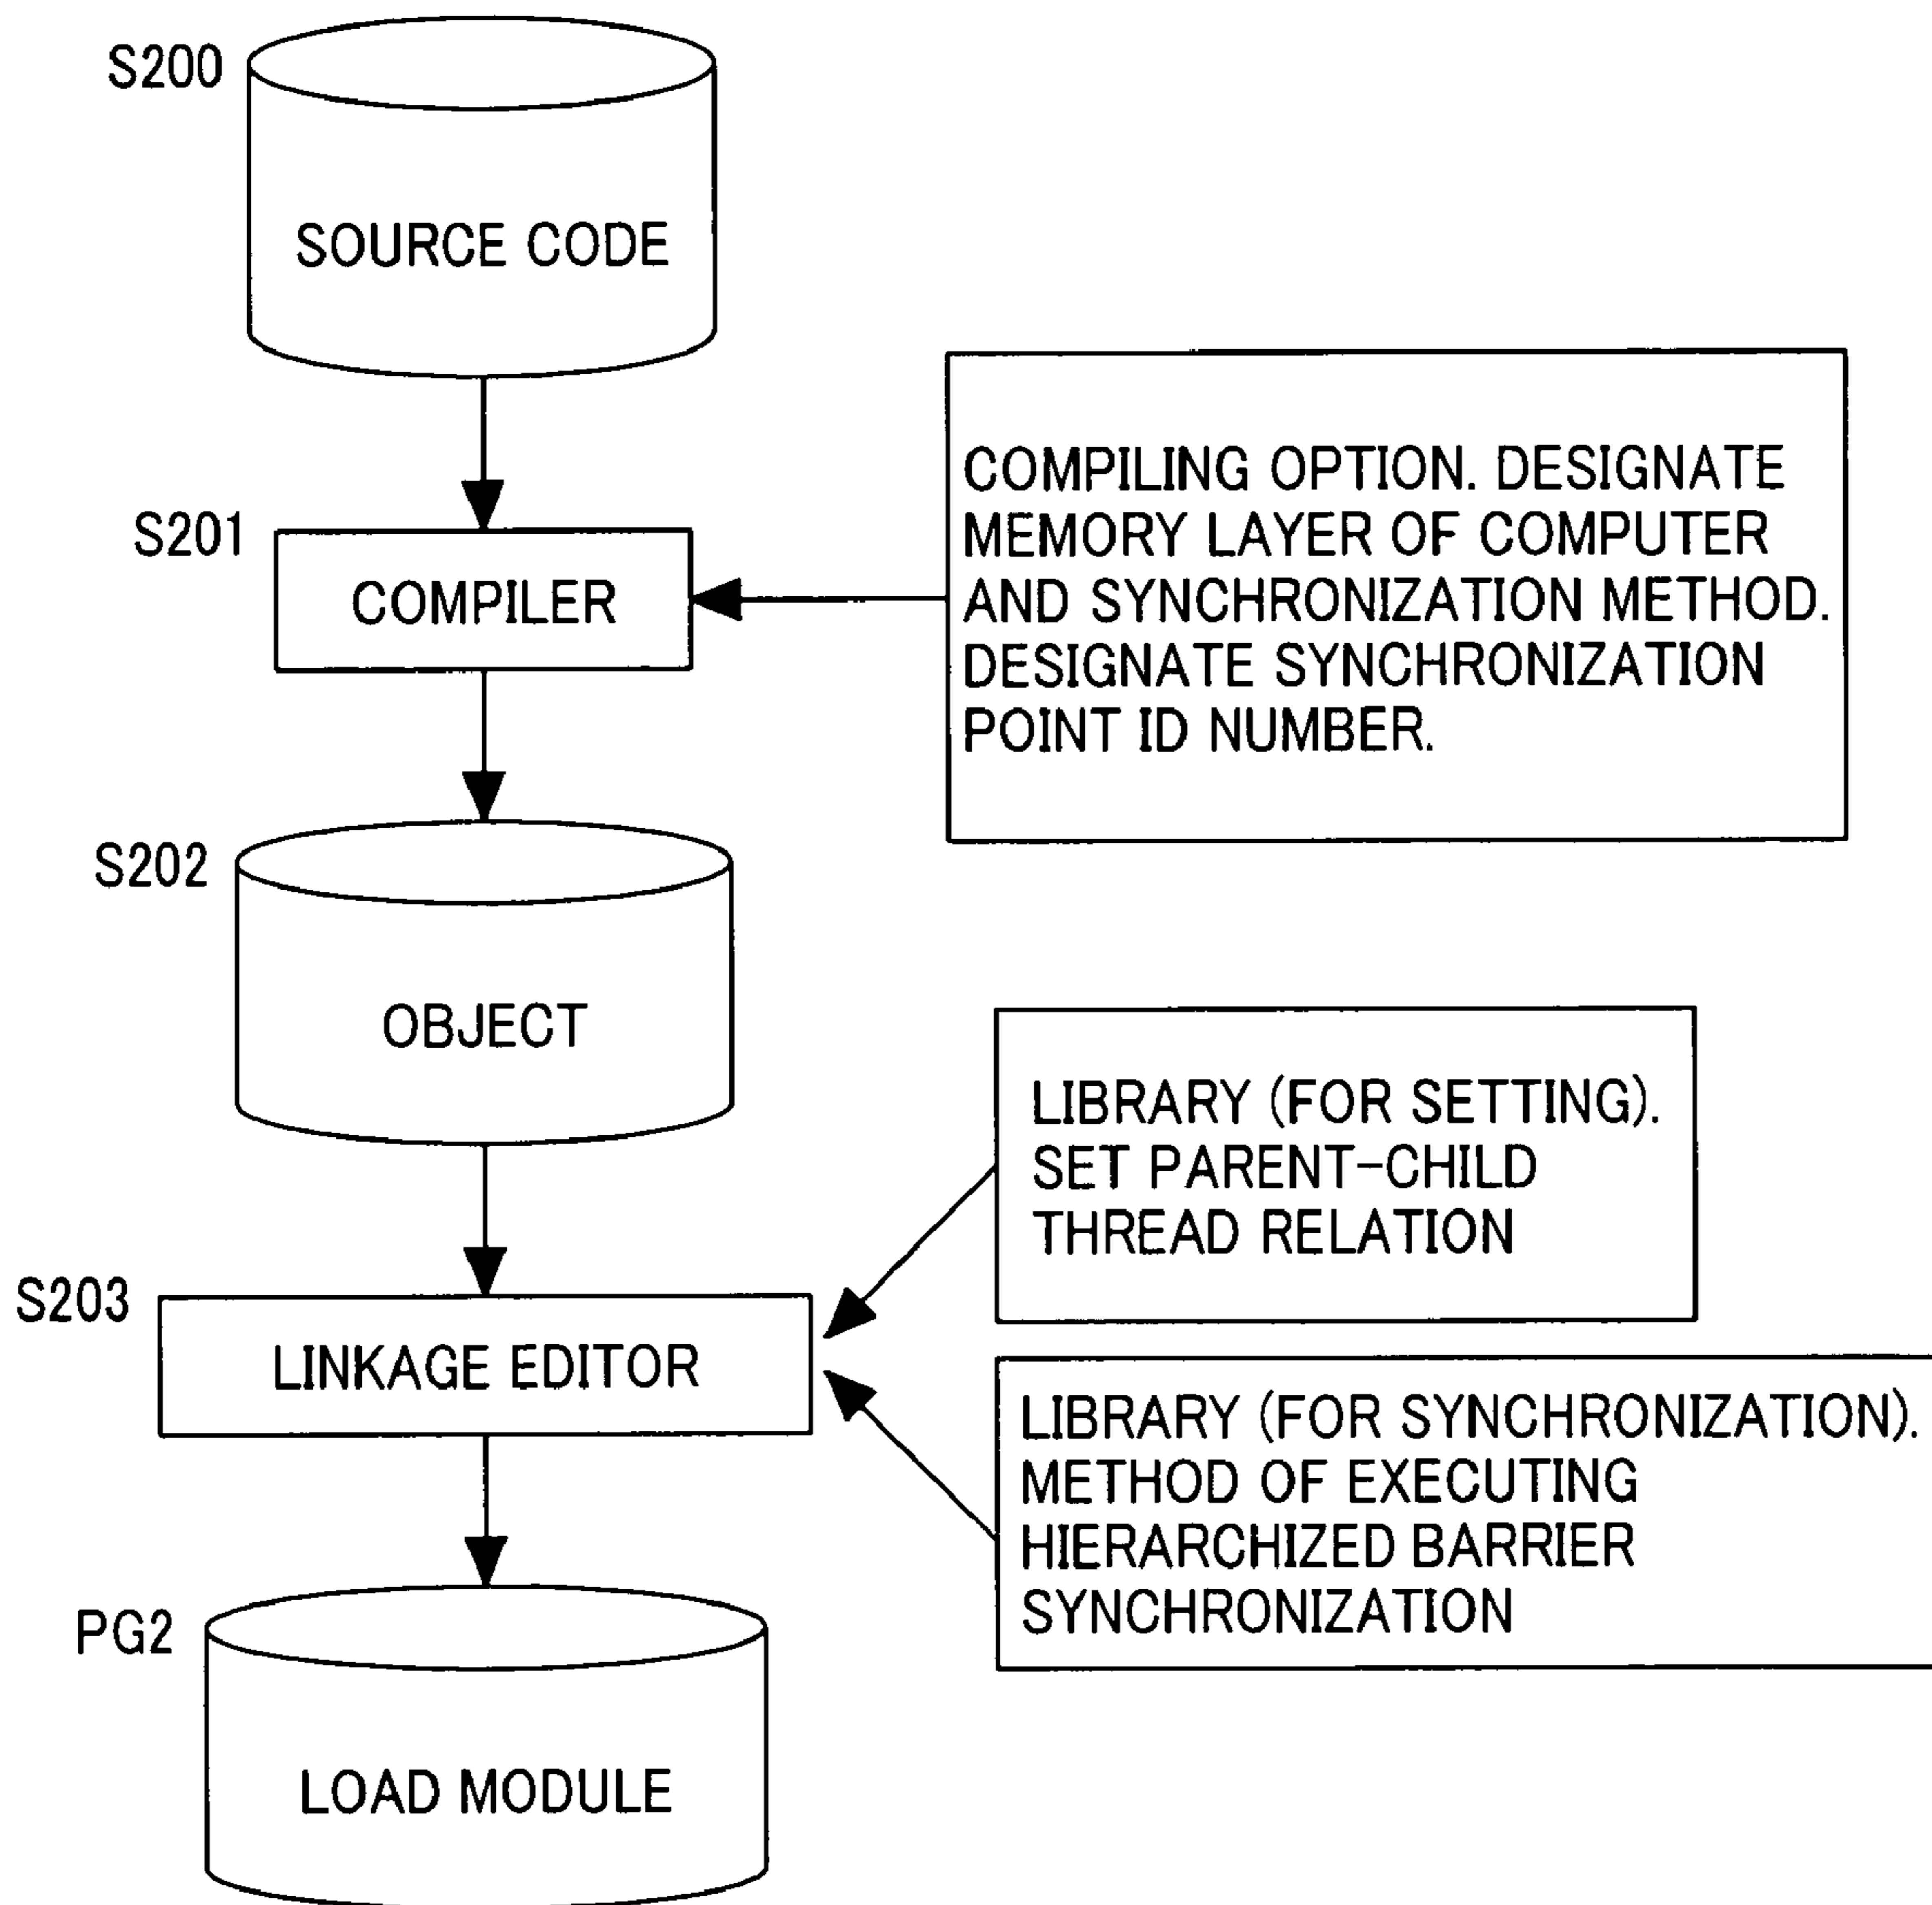 S200
SOURCE CODE
S201
COMPILER
COMPILING OPTION. DESIGNATE
MEMORY LAYER OF COMPUTER
AND SYNCHRONIZATION METHOD.
DESIGNATE SYNCHRONIZATION
POINT ID NUMBER.
S202
OBJECT
LIBRARY (FOR SETTING).
SET PARENT-CHILD
THREAD RELATION
S203
LINKAGE EDITOR
LIBRARY (FOR SYNCHRONIZATION).
METHOD OF EXECUTING
HIERARCHIZED BARRIER
SYNCHRONIZATION
PG2
LOAD MODULE